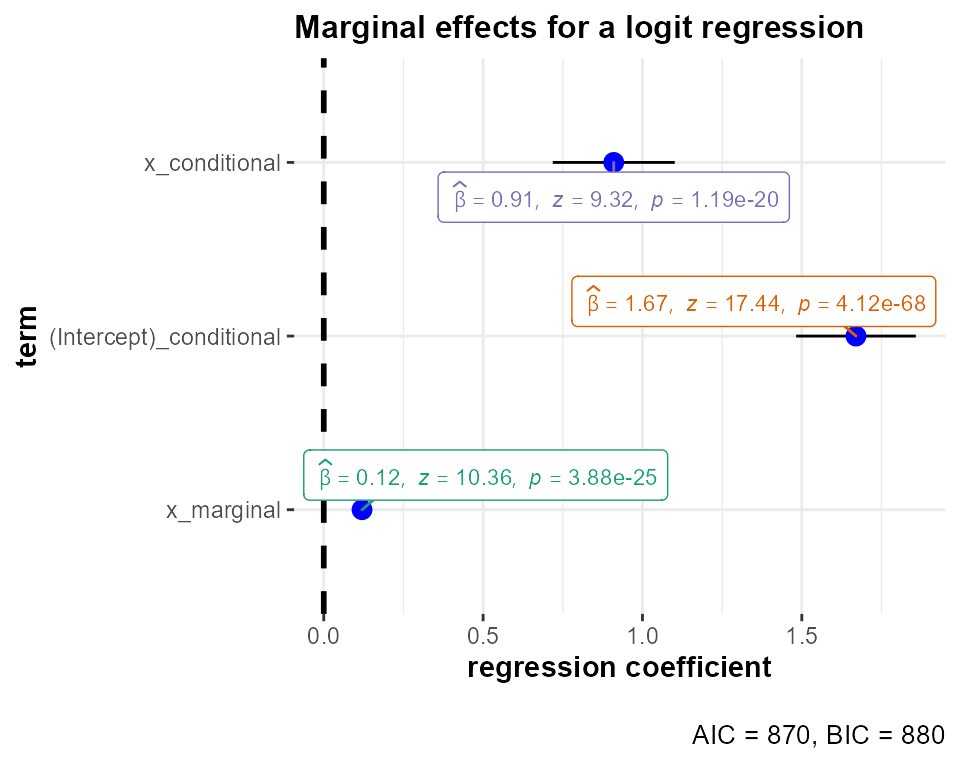 Marginal effects for a logit regression
x_conditional
β̂ = 0.91, z = 9.32, p = 1.19e-20
β̂ = 1.67, z = 17.44, p = 4.12e-68
(Intercept)_conditional
term
β̂ = 0.12, z = 10.36, p = 3.88e-25
x_marginal
0.0 0.5 1.0 1.5
regression coefficient
AIC = 870, BIC = 880